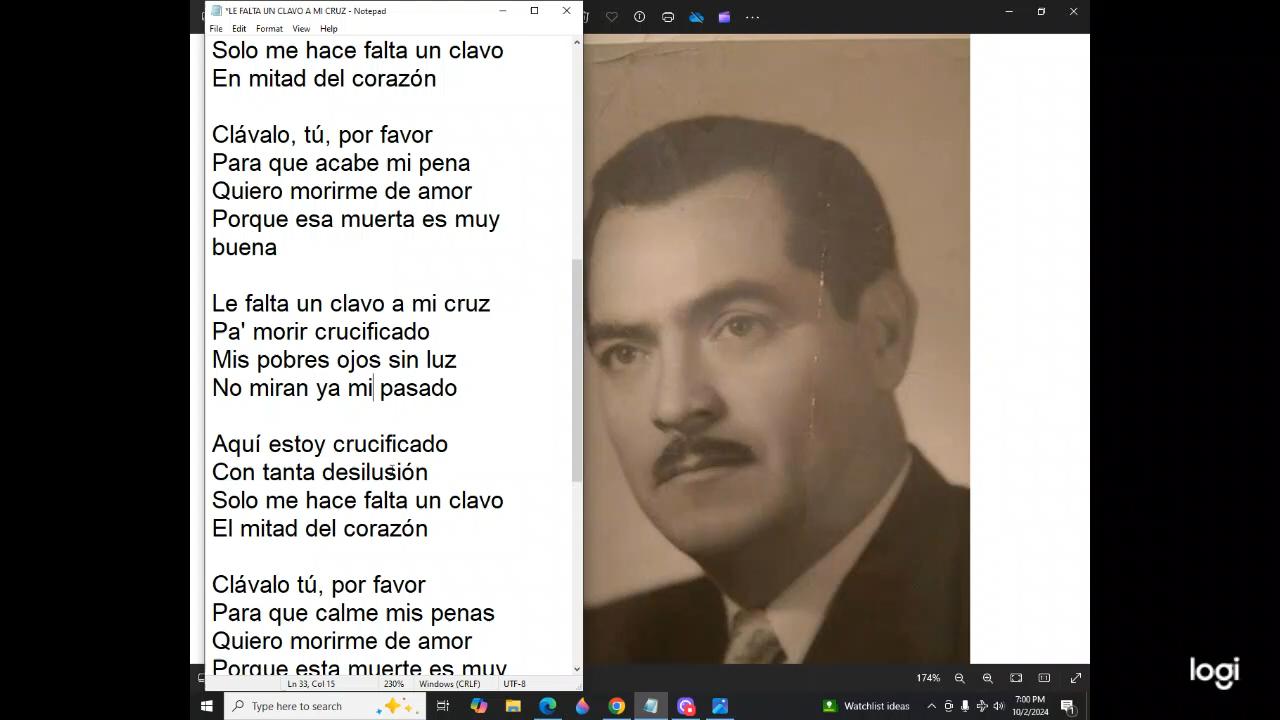 *LE FALTA UN CLAVO A MI CRUZ - Notepad
File Edit Format View Help
Solo me hace falta un clavo
En mitad del corazón
Clávalo, tú, por favor
Para que acabe mi pena
Quiero morirme de amor
Porque esa muerta es muy
buena
Le falta un clavo a mi cruz
Pa' morir crucificado
Mis pobres ojos sin luz
No miran ya mi pasado
Aquí estoy crucificado
Con tanta desilusión
Solo me hace falta un clavo
El mitad del corazón
Clávalo tú, por favor
Para que calme mis penas
Quiero morirme de amor
Porque esta muerte es muy
Ln 33, Col 15 230% Windows (CRLF) UTF-8
174%
logi
Type here to search
Watchlist ideas
7:00 PM
10/2/2024